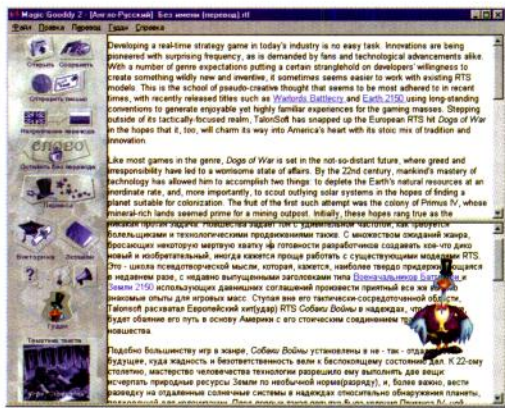 Magic Gooddy 2 - [Англо-Русский Без имени (перевод).rtf
Файл Правка Перевод Гудди Справка
Открыть Сохранить
Отправить письмо
Направление перевода
СЛОВО
Оставить без перевода
Перевод
Викторина Экзамен
Гудди
Тематика текста
Developing a real-time strategy game in today's industry is no easy task. Innovations are being
pioneered with surprising frequency, as is demanded by fans and technological advancements alike.
With a number of genre expectations putting a certain stranglehold on developers' willingness to
create something wildly new and inventive, it sometimes seems easier to work with existing RTS
models. This is the school of pseudo-creative thought that seems to be most adhered to in recent
times, with recently released titles such as Warlords Battlecry and Earth 2150 using long-standing
conventions to generate enjoyable yet highly familiar experiences for the gaming masses. Stepping
outside of its tactically-focused realm, TalonSoft has snapped up the European RTS hit Dogs of War
in the hopes that it, too, will charm its way into America's heart with its stoic mix of tradition and
innovation.
Like most games in the genre, Dogs of War is set in the not-so-distant future, where greed and
irresponsibility have led to a worrisome state of affairs. By the 22nd century, mankind's mastery of
technology has allowed him to accomplish two things: to deplete the Earth's natural resources at an
inordinate rate, and, more importantly, to scout outlying solar systems in the hopes of finding a
planet suitable for colonization. The fruit of the first such attempt was the colony of Primus IV, whose
mineral-rich lands seemed prime for a mining outpost. Initially, these hopes rang true as the
болельщиками и технологическими продвижениями также. С множеством ожиданий жанра,
бросающих некоторую мертвую хватку на готовности разработчиков создавать кое-что дико
новый и изобретательный, иногда кажется проще работать с существующими моделями RTS.
Это - школа псевдотворческой мысли, которая, кажется, наиболее твердо придерживающаяся
в недавнем разе, с недавно выпущенными заголовками типа Военачальников
Земли 2150 использующих давнишних соглашений произвести приятный все же
знакомые опыты для игровых масс. Ступая вне его тактически-сосредоточенной области,
Talonsoft расхватал Европейский хит(удар) RTS Собаки Войны в надеждах,
будет обаяние его путь в основу Америки с его стоическим соединением
новшества.
Подобно большинству игр в жанре, Собаки Войны установлены в не - так -
будущее, куда жадность и безответственность вели к беспокоящему состоянию дел. К 22-ому
столетию, мастерство человечества технологии разрешило ему выполнять две вещи:
исчерпать природные ресурсы Земли по необычной норме(разряду), и, более важно, вести
разведку на отдаленные солнечные системы в надеждах относительно обнаружения планеты,